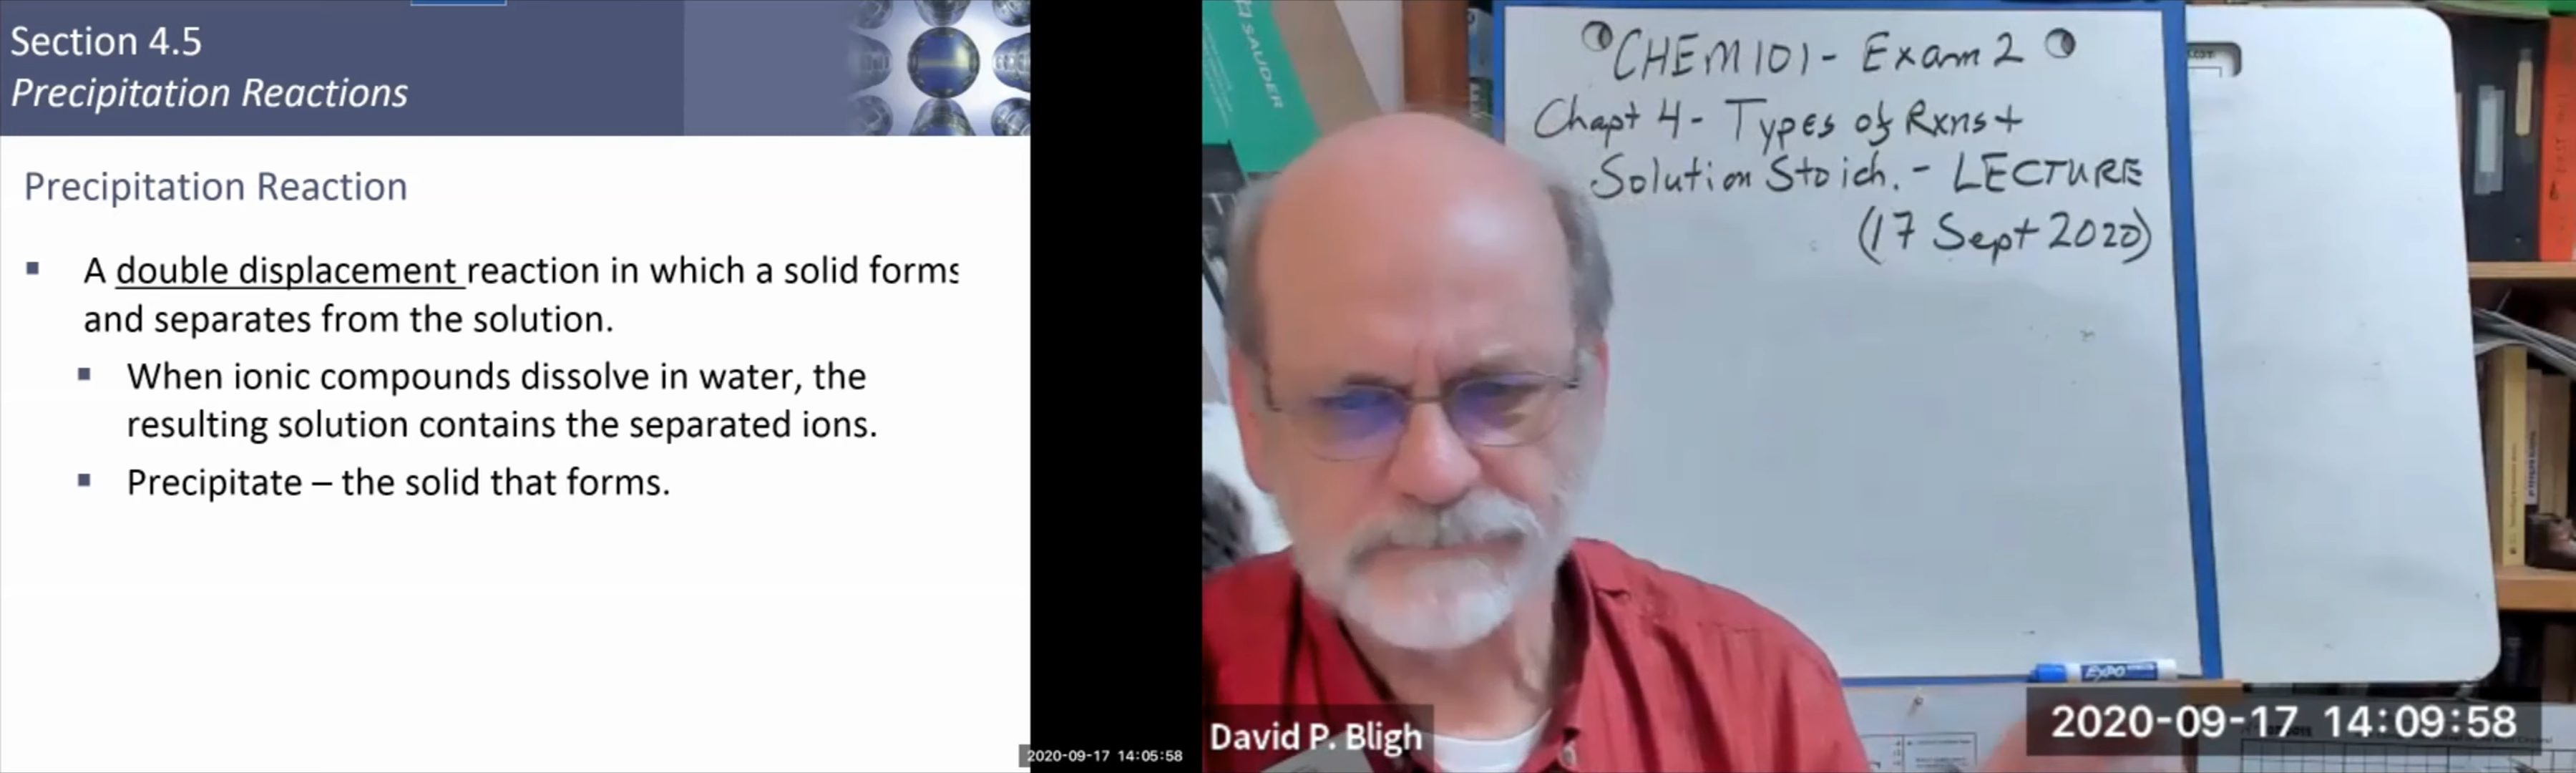 Section 4.5
Precipitation Reactions
Precipitation Reaction
▪ A double displacement reaction in which a solid forms
and separates from the solution.
▪ When ionic compounds dissolve in water, the
resulting solution contains the separated ions.
▪ Precipitate – the solid that forms.
2020-09-17 14:05:58
SAUDER
CHEM 101 - Exam 2
Chapt 4 - Types of Rxns +
Solution Stoich. - LECTURE
(17 Sept 2020)
EXPO
David P. Bligh
2020-09-17 14:09:58